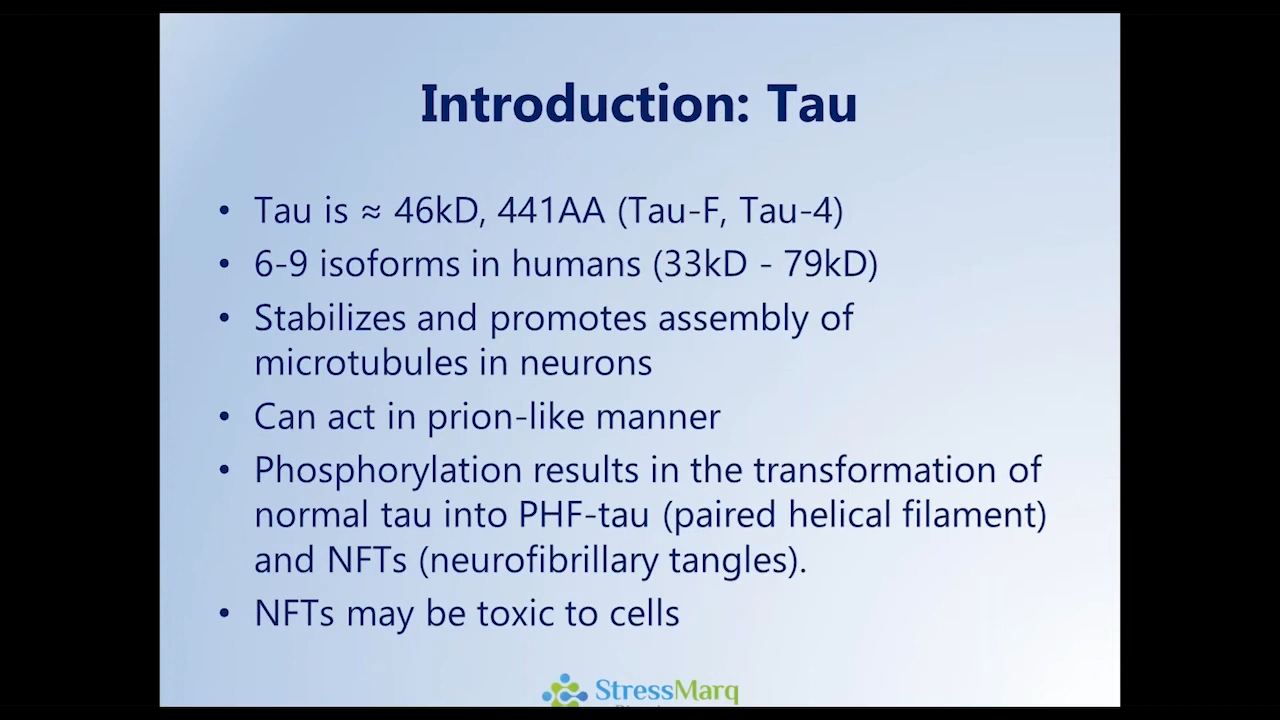 Introduction: Tau
• Tau is ≈ 46kD, 441AA (Tau-F, Tau-4)
• 6-9 isoforms in humans (33kD - 79kD)
• Stabilizes and promotes assembly of
microtubules in neurons
• Can act in prion-like manner
• Phosphorylation results in the transformation of
normal tau into PHF-tau (paired helical filament)
and NFTs (neurofibrillary tangles).
• NFTs may be toxic to cells
StressMarq